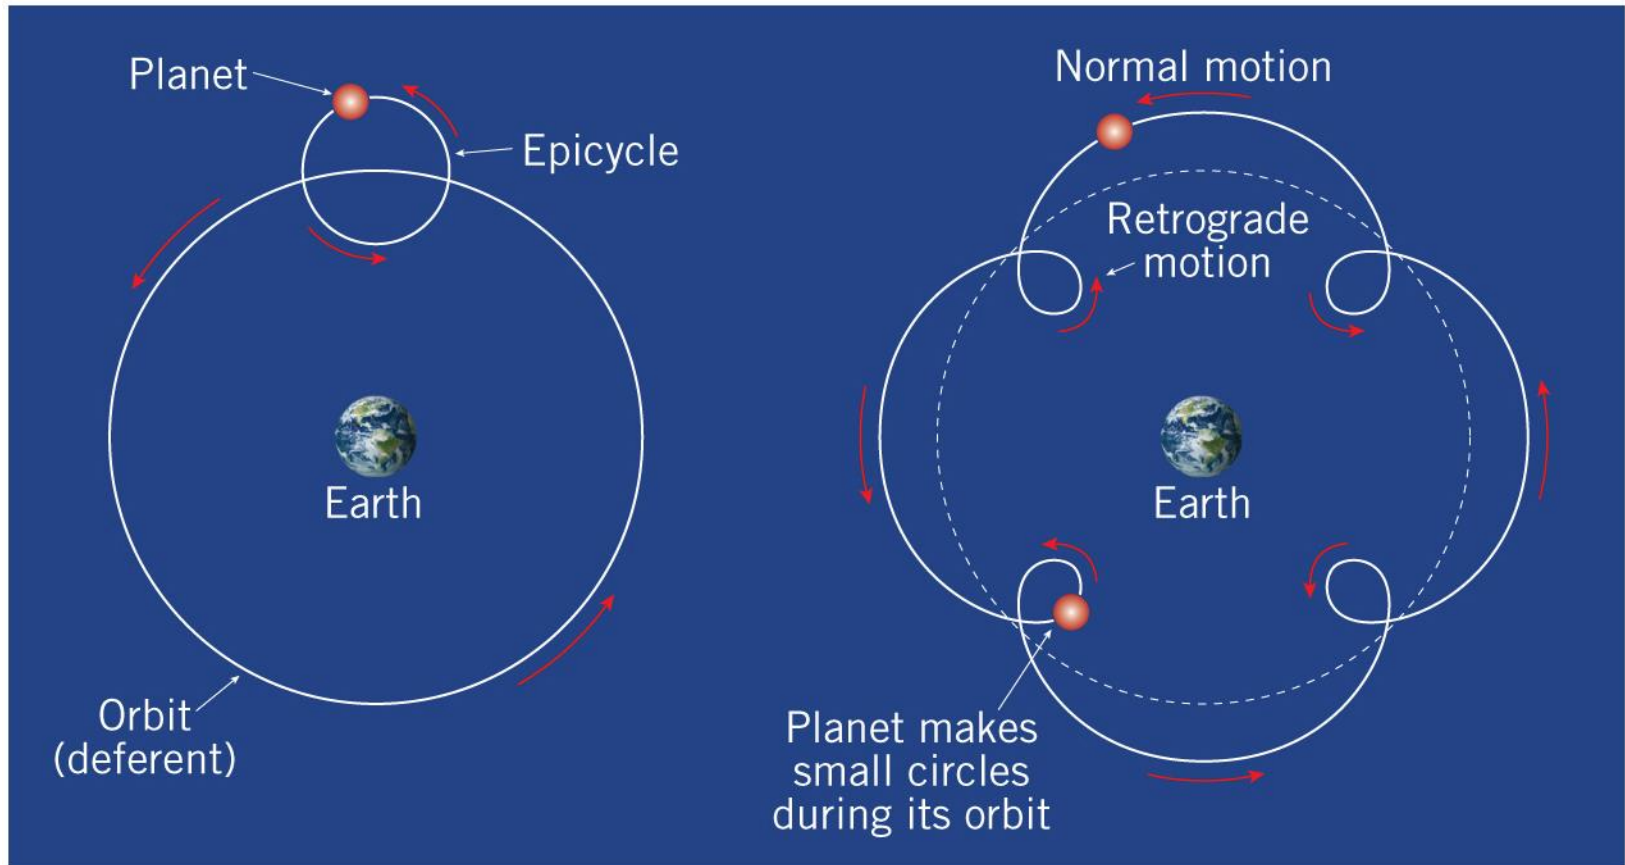 Planet
Epicycle
Earth
Orbit
(deferent)
Normal motion
Retrograde
motion
Earth
Planet makes
small circles
during its orbit